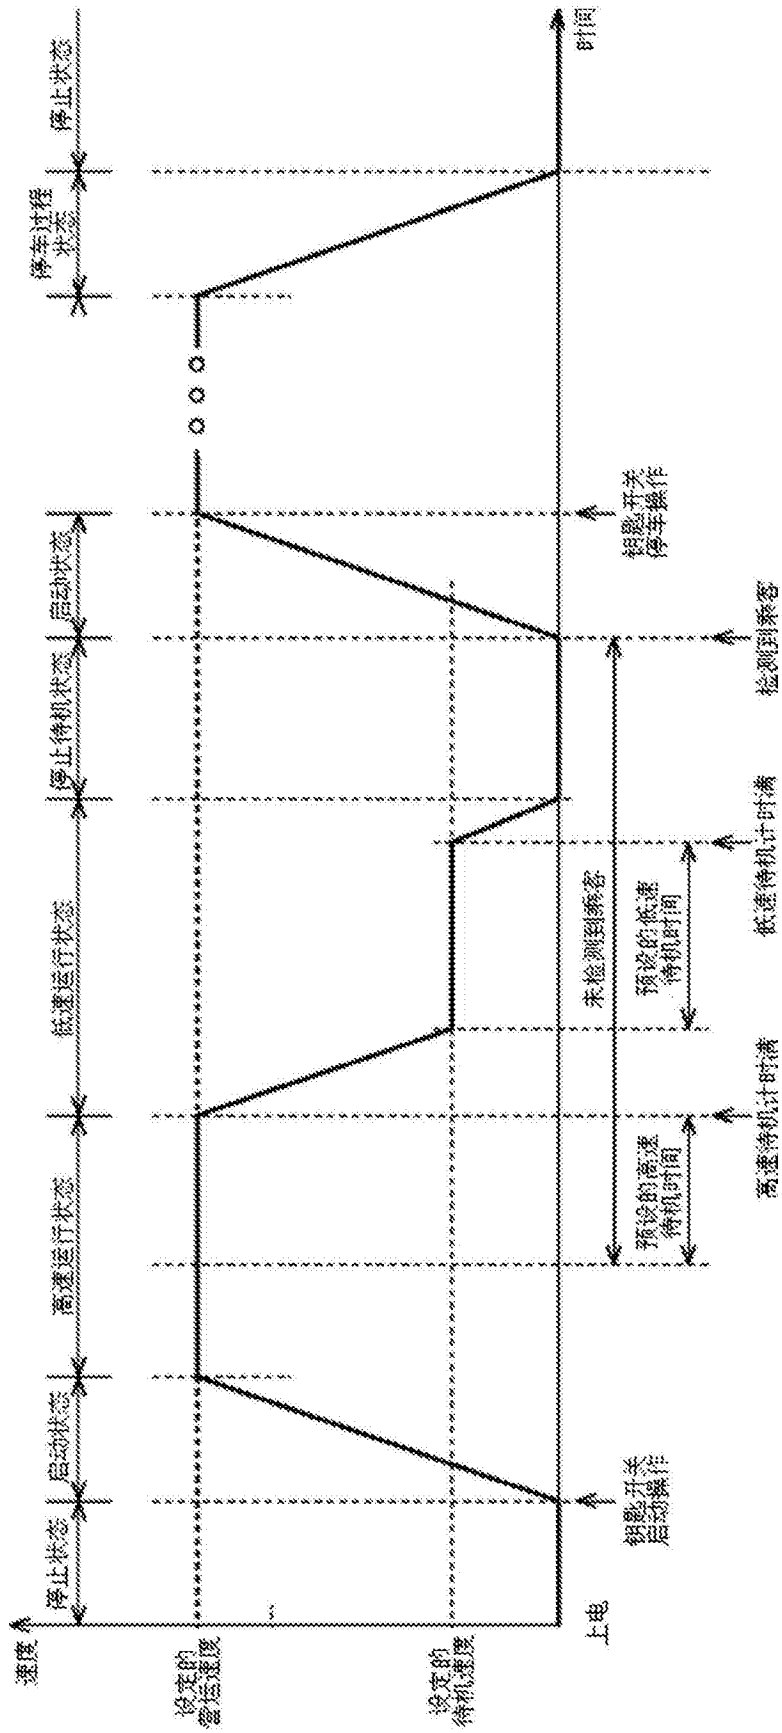 速度
停止状态
启动状态
高速运行状态
低速运行状态
停止待机状态
启动状态
停车过程
状态
停止状态
设定的
营运速度
设定的
待机速度
时间
上电
钥匙开关
启动操作
未检测到乘客
钥匙开关
停车操作
预设的高速
待机时间
预设的低速
待机时间
高速待机计时满
低速待机计时满
检测到乘客